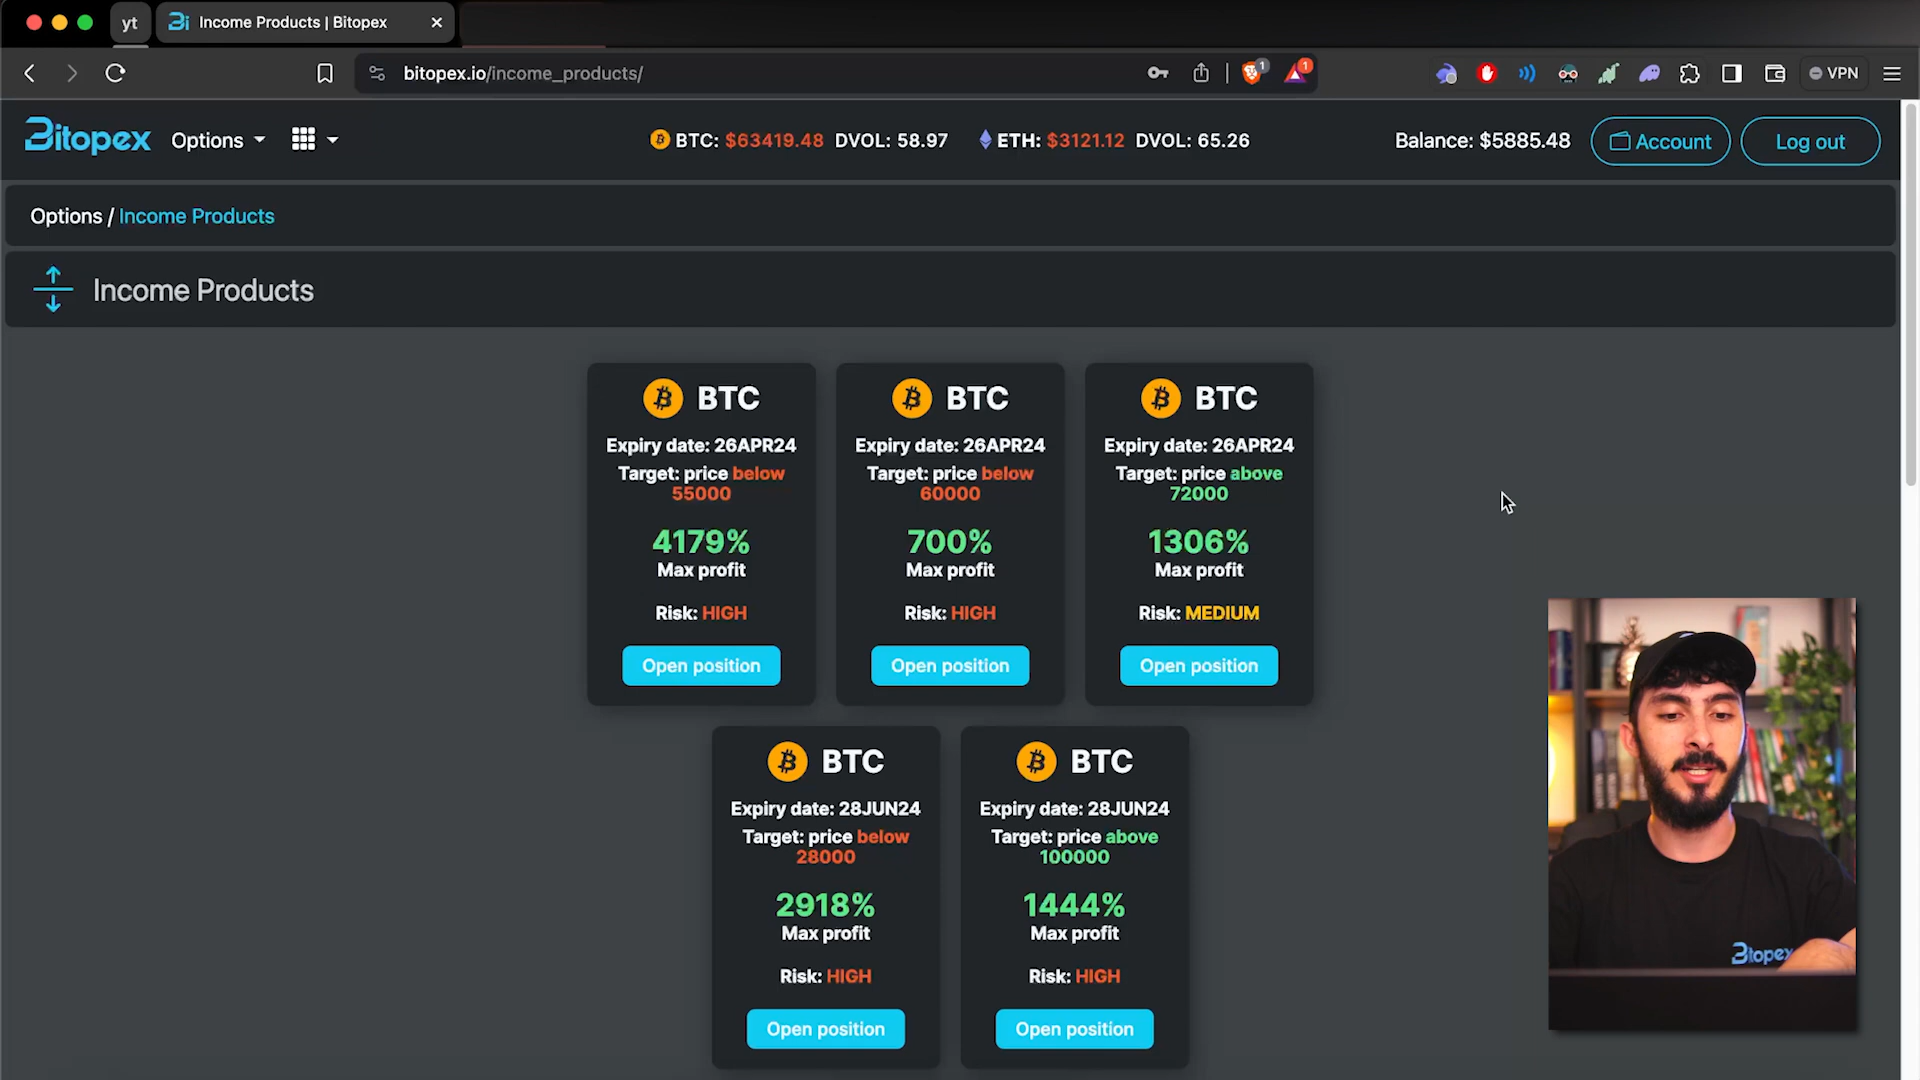 yt
Income Products | Bitopex
bitopex.io/income_products/
1
1
VPN
Bitopex
Options
BTC: $63419.48 DVOL: 58.97
ETH: $3121.12 DVOL: 65.26
Balance: $5885.48
Account
Log out
Options / Income Products
Income Products
BTC
Expiry date: 26APR24
Target: price below
55000
4179%
Max profit
Risk: HIGH
Open position
BTC
Expiry date: 26APR24
Target: price below
60000
700%
Max profit
Risk: HIGH
Open position
BTC
Expiry date: 26APR24
Target: price above
72000
1306%
Max profit
Risk: MEDIUM
Open position
BTC
Expiry date: 28JUN24
Target: price below
28000
2918%
Max profit
Risk: HIGH
Open position
BTC
Expiry date: 28JUN24
Target: price above
100000
1444%
Max profit
Risk: HIGH
Open position
Bitopex